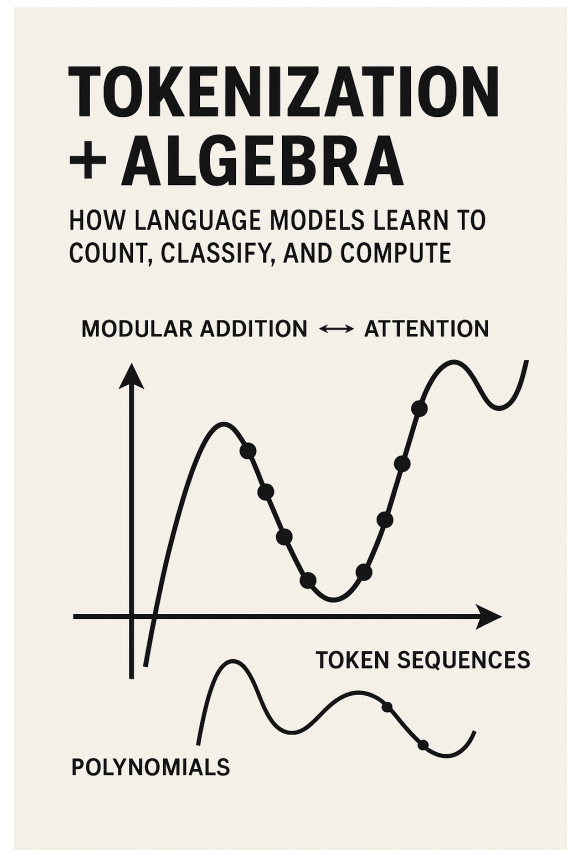 TOKENIZATION
+ ALGEBRA
HOW LANGUAGE MODELS LEARN TO
COUNT, CLASSIFY, AND COMPUTE
MODULAR ADDITION ↔ ATTENTION
TOKEN SEQUENCES
POLYNOMIALS